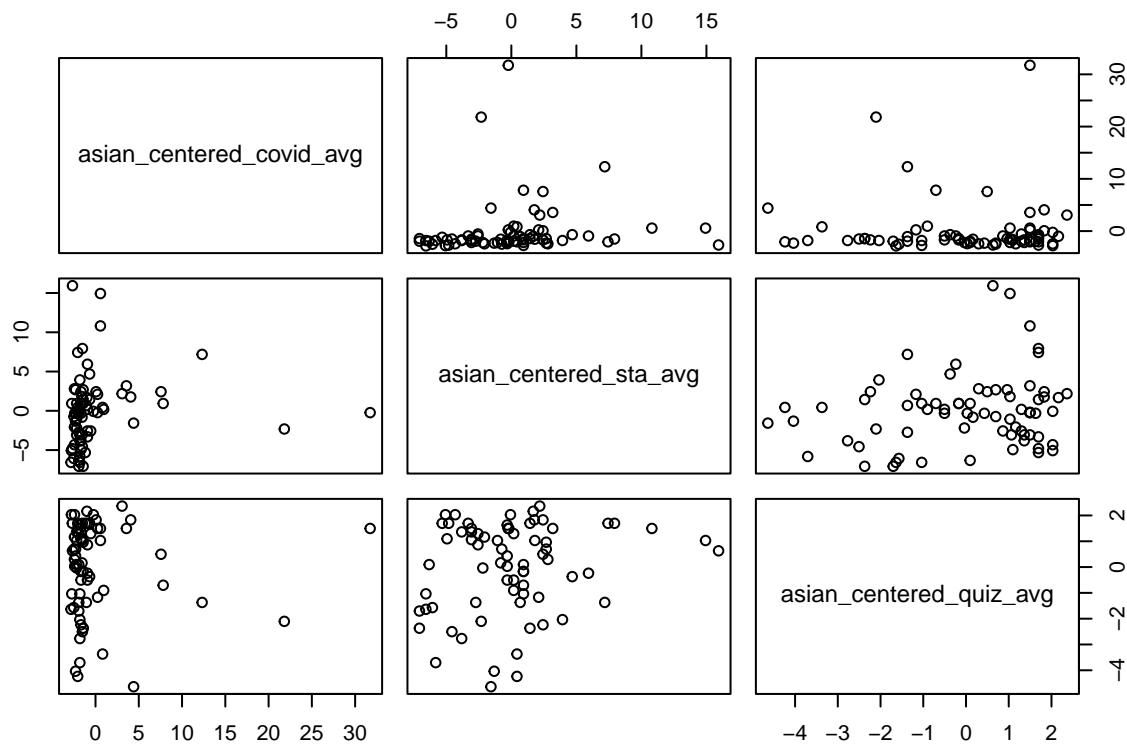 −5 0 5 10 15
asian_centered_covid_avg
0 10 20 30
−5 0 5 10
asian_centered_sta_avg
asian_centered_quiz_avg
−4 −2 0 2
0 5 10 15 20 25 30
−4 −3 −2 −1 0 1 2